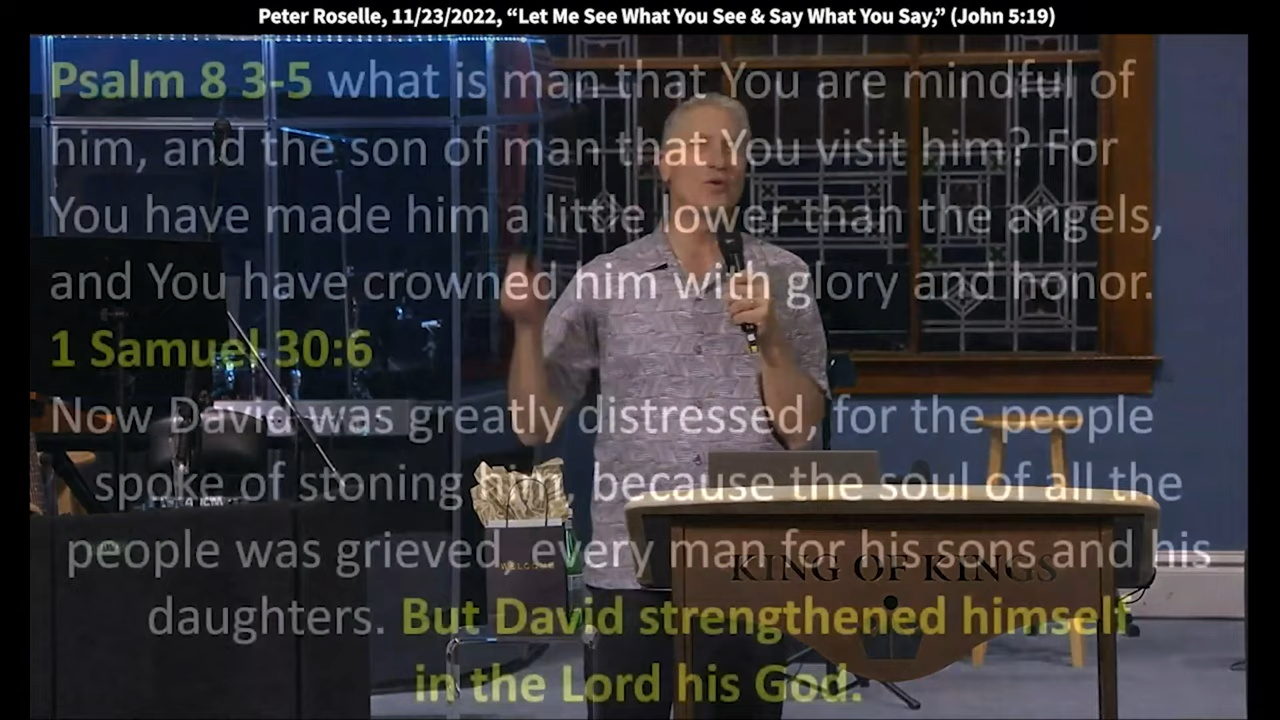 Peter Roselle, 11/23/2022, “Let Me See What You See & Say What You Say,” (John 5:19)
Psalm 8 3-5 what is man that You are mindful of
him, and the son of man that You visit him? For
You have made him a little lower than the angels,
and You have crowned him with glory and honor.
1 Samuel 30:6
Now David was greatly distressed, for the people
spoke of stoning him, because the soul of all the
people was grieved, every man for his sons and his
daughters. But David strengthened himself
in the Lord his God.
WELCOME
KING OF KINGS